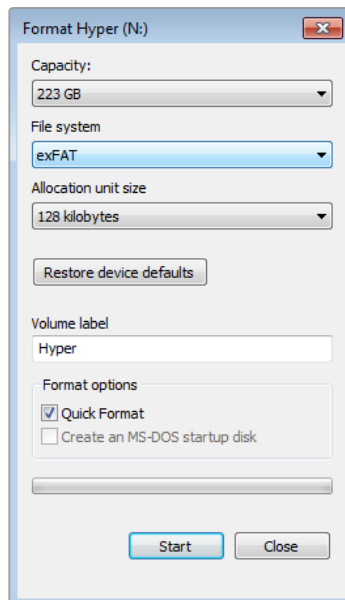 Format Hyper (N:)
Capacity:
223 GB
File system
exFAT
Allocation unit size
128 kilobytes
Restore device defaults
Volume label
Hyper
Format options
Quick Format
Create an MS-DOS startup disk
Start Close